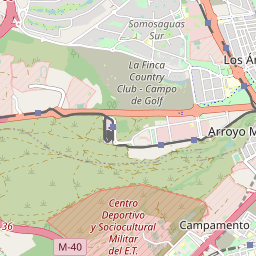 Somosaguas
Sur
Los Á
La Finca
Country
Club - Campo
de Golf
Arroyo M
Centro
Deportivo
y Sociocultural
Militar
del E.T.
Campamento
36
M-40